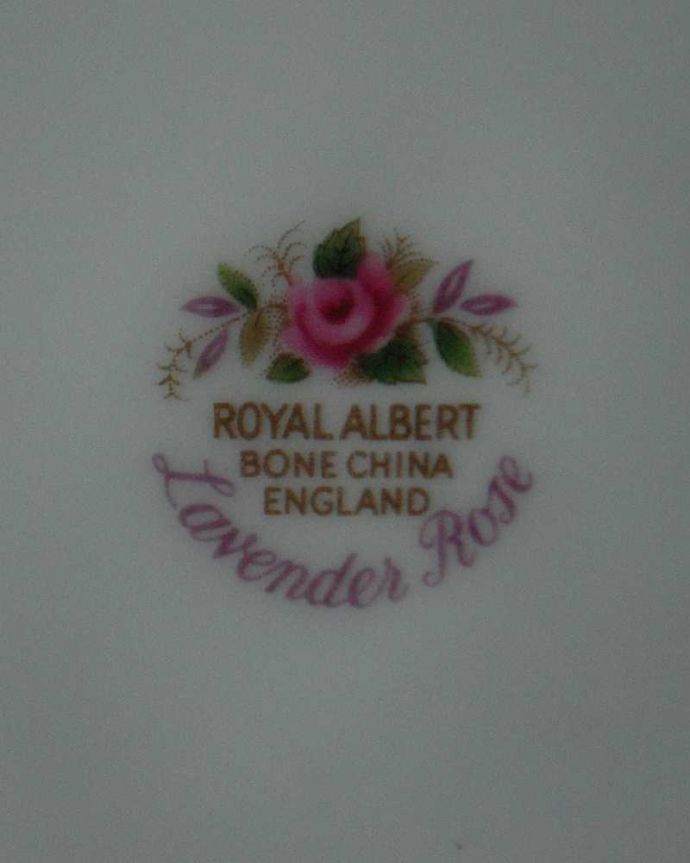 ROYAL ALBERT
BONE CHINA
ENGLAND
Lavender Rose